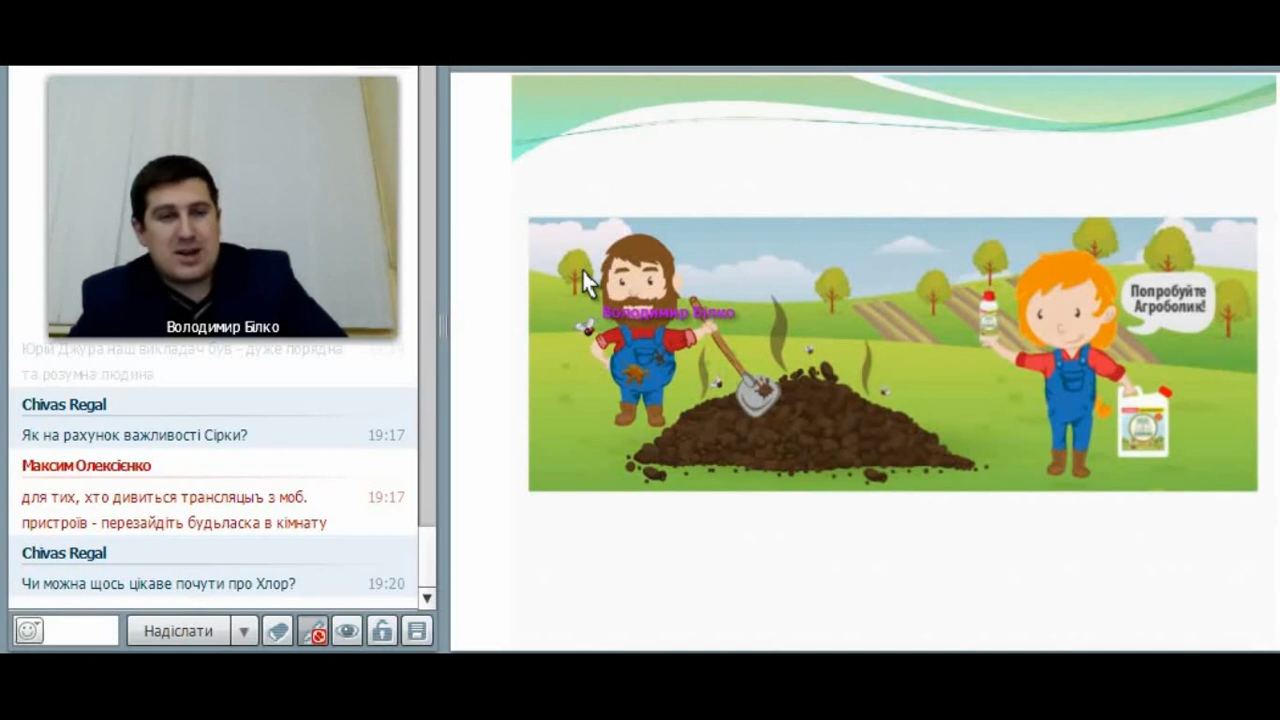 Володимир Білко
Юрій Джура наш викладач був - дуже порядна
та розумна людина
Chivas Regal
Як на рахунок важливості Сірки?
19:17
Максим Олексієнко
для тих, хто дивиться трансляцыъ з моб.
19:17
пристроїв - перезайдіть будьласка в кімнату
Chivas Regal
Чи можна щось цікаве почути про Хлор?
19:20
Надіслати
Володимир Білко
Попробуйте
Агроболик!